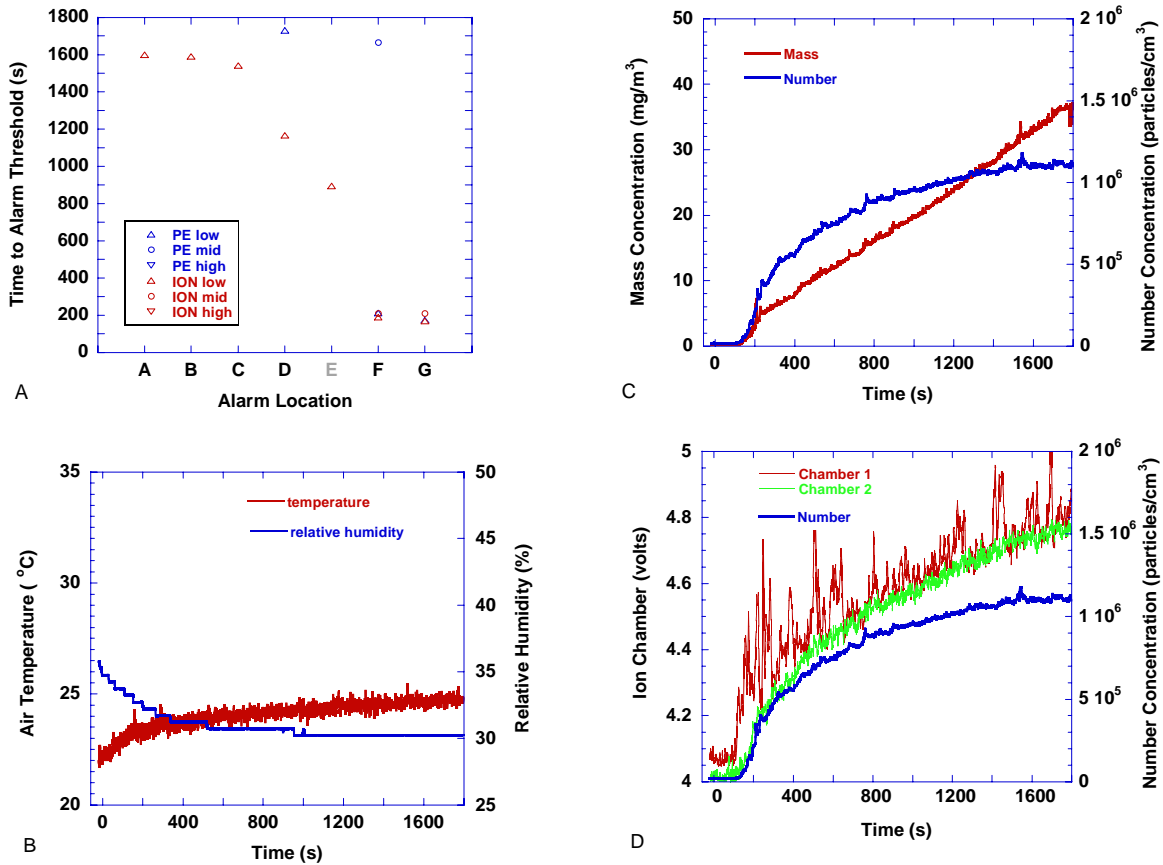 1800
1600
1400
1200
1000
800
600
400
200
0
Time to Alarm Threshold (s)
PE low
PE mid
PE high
ION low
ION mid
ION high
A B C D E F G
Alarm Location
A
50
40
30
20
10
0
Mass Concentration (mg/m³)
Mass
Number
2 10⁶
1.5 10⁶
1 10⁶
5 10⁵
0
Number Concentration (particles/cm³)
0 400 800 1200 1600
Time (s)
C
35
30
25
20
Air Temperature ( °C)
temperature
relative humidity
50
45
40
35
30
25
Relative Humidity (%)
0 400 800 1200 1600
Time (s)
B
5
4.8
4.6
4.4
4.2
4
Ion Chamber (volts)
Chamber 1
Chamber 2
Number
2 10⁶
1.5 10⁶
1 10⁶
5 10⁵
0
Number Concentration (particles/cm³)
0 400 800 1200 1600
Time (s)
D